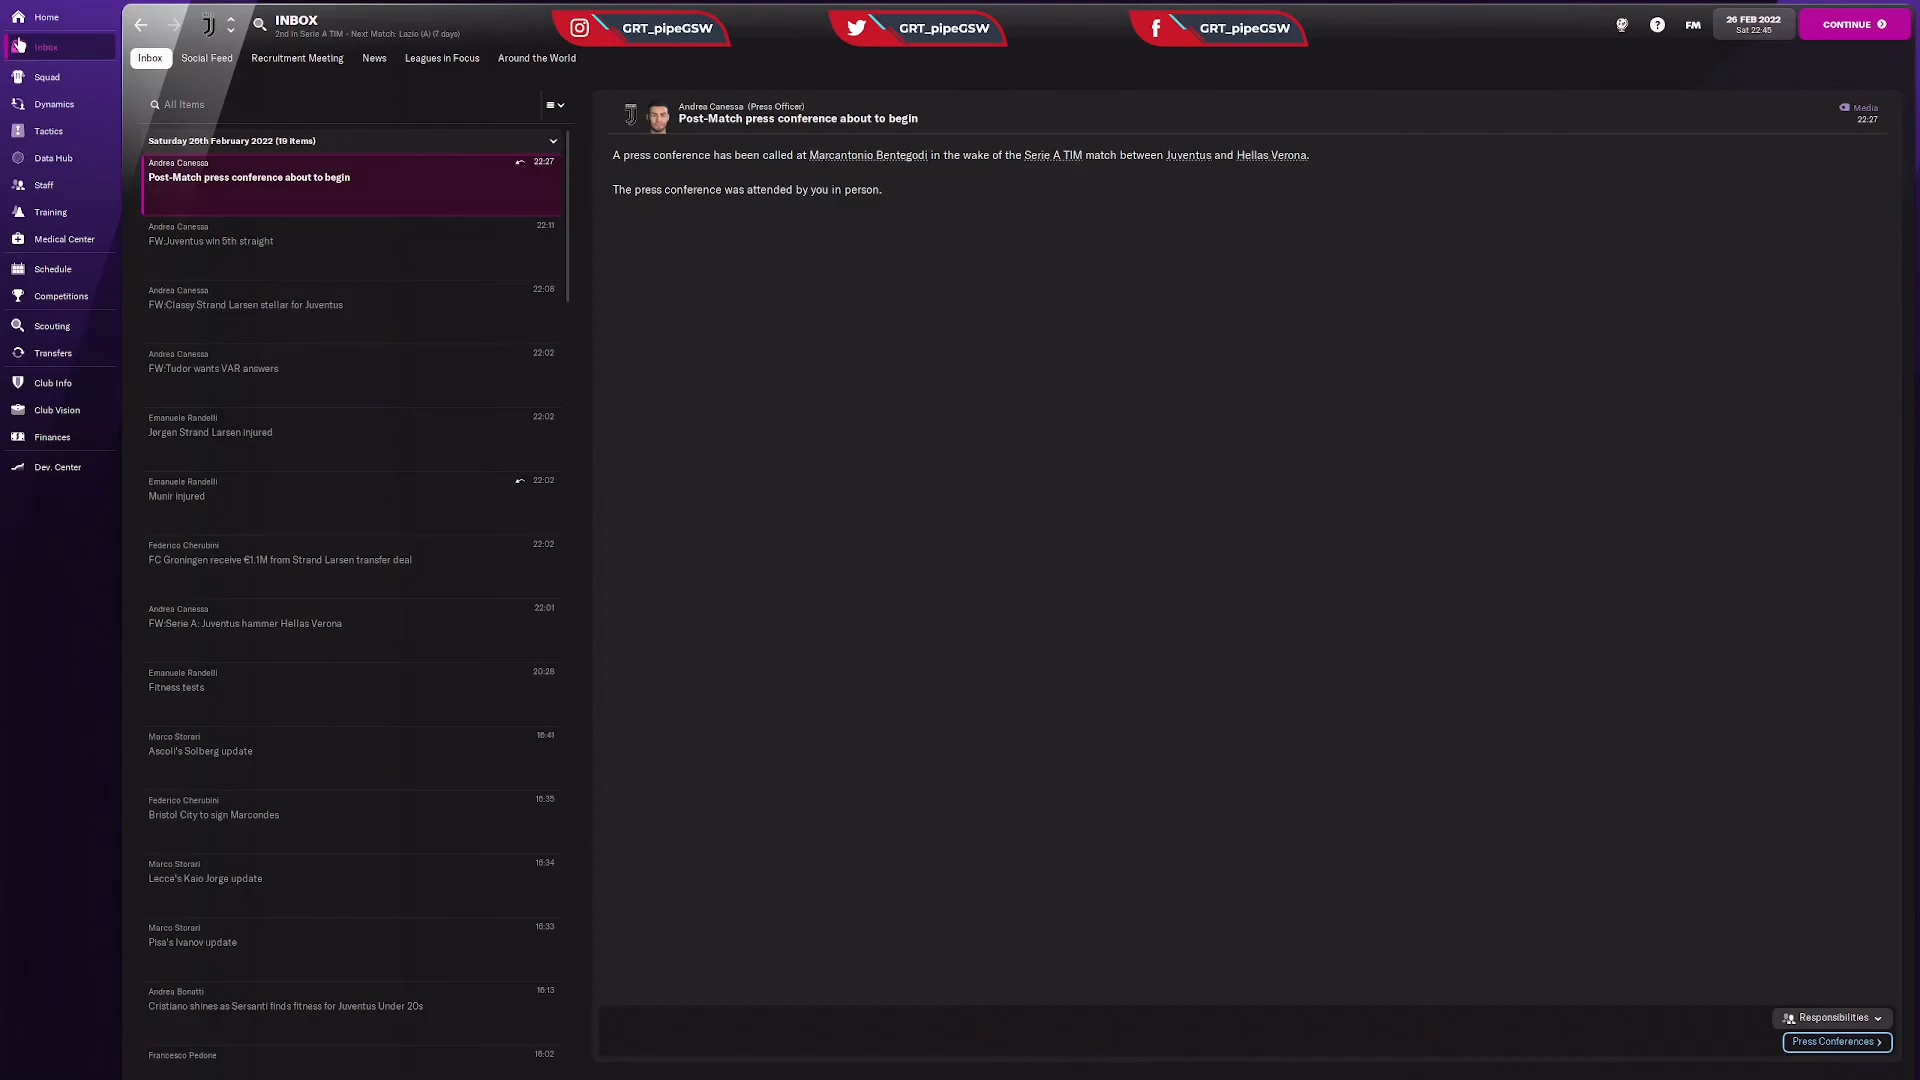 Home
Inbox
Squad
Dynamics
Tactics
Data Hub
Staff
Training
Medical Center
Schedule
Competitions
Scouting
Transfers
Club Info
Club Vision
Finances
Dev. Center
INBOX
2nd in Serie A TIM - Next Match: Lazio (A) (7 days)
GRT_pipeGSW
GRT_pipeGSW
GRT_pipeGSW
FM
26 FEB 2022
Sat 22:45
CONTINUE
Inbox Social Feed Recruitment Meeting News Leagues in Focus Around the World
All Items
Saturday 26th February 2022 (19 items)
Andrea Canessa 22:27
Post-Match press conference about to begin
Andrea Canessa 22:11
FW:Juventus win 5th straight
Andrea Canessa 22:08
FW:Classy Strand Larsen stellar for Juventus
Andrea Canessa 22:02
FW:Tudor wants VAR answers
Emanuele Randelli 22:02
Jørgen Strand Larsen injured
Emanuele Randelli 22:02
Munir injured
Federico Cherubini 22:02
FC Groningen receive €1.1M from Strand Larsen transfer deal
Andrea Canessa 22:01
FW:Serie A: Juventus hammer Hellas Verona
Emanuele Randelli 20:28
Fitness tests
Marco Storari 16:41
Ascoli's Solberg update
Federico Cherubini 16:35
Bristol City to sign Marcondes
Marco Storari 16:34
Lecce's Kaio Jorge update
Marco Storari 16:33
Pisa's Ivanov update
Andrea Bonatti 16:13
Cristiano shines as Sersanti finds fitness for Juventus Under 20s
Francesco Pedone 16:02
Andrea Canessa (Press Officer)
Post-Match press conference about to begin
Media
22:27
A press conference has been called at Marcantonio Bentegodi in the wake of the Serie A TIM match between Juventus and Hellas Verona.
The press conference was attended by you in person.
Responsibilities
Press Conferences